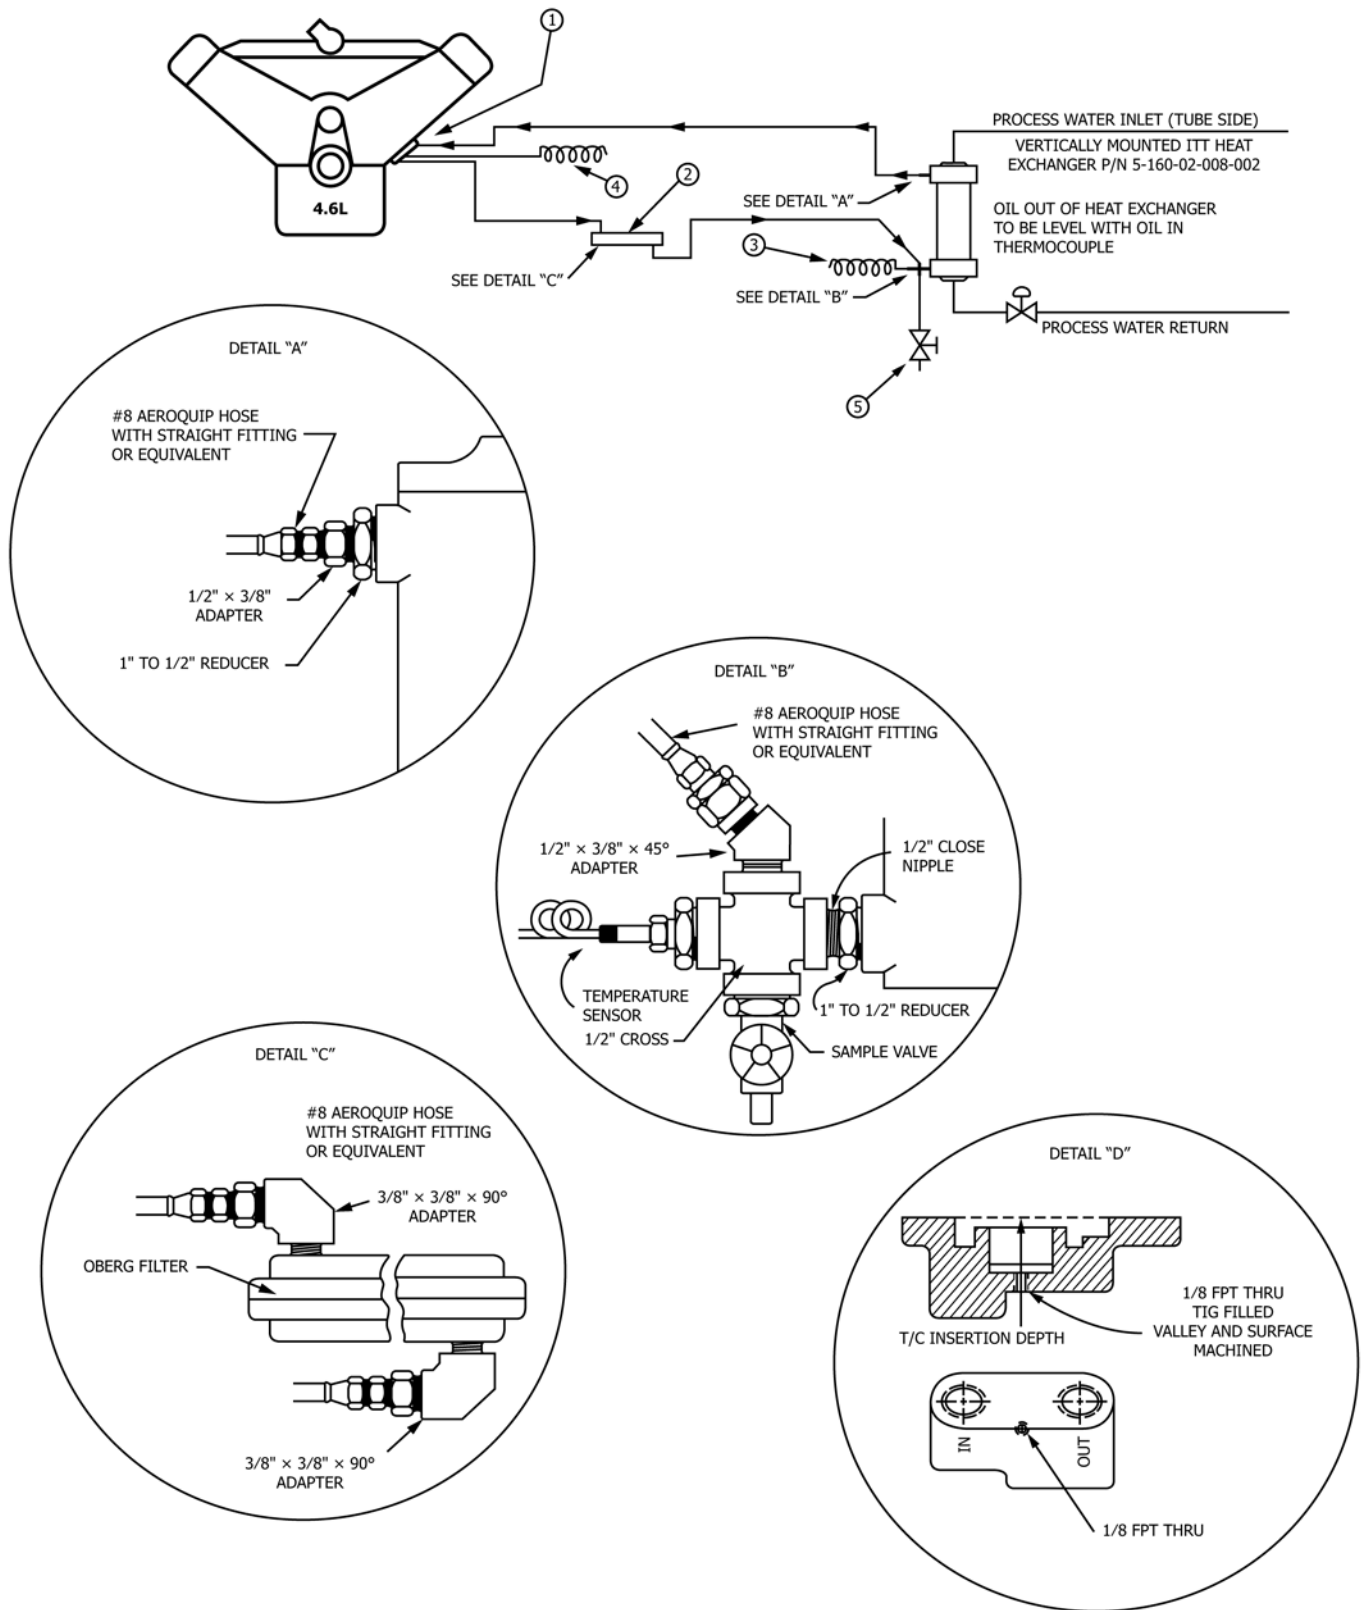 1
PROCESS WATER INLET (TUBE SIDE)
VERTICALLY MOUNTED ITT HEAT
EXCHANGER P/N 5-160-02-008-002
2
4
SEE DETAIL "A"
4.6L
OIL OUT OF HEAT EXCHANGER
TO BE LEVEL WITH OIL IN
THERMOCOUPLE
3
SEE DETAIL "C"
SEE DETAIL "B"
PROCESS WATER RETURN
5
DETAIL "A"
#8 AEROQUIP HOSE
WITH STRAIGHT FITTING
OR EQUIVALENT
1/2" × 3/8"
ADAPTER
1" TO 1/2" REDUCER
DETAIL "B"
#8 AEROQUIP HOSE
WITH STRAIGHT FITTING
OR EQUIVALENT
1/2" × 3/8" × 45°
ADAPTER
1/2" CLOSE
NIPPLE
TEMPERATURE
SENSOR
1/2" CROSS
1" TO 1/2" REDUCER
SAMPLE VALVE
DETAIL "C"
#8 AEROQUIP HOSE
WITH STRAIGHT FITTING
OR EQUIVALENT
3/8" × 3/8" × 90°
ADAPTER
OBERG FILTER
3/8" × 3/8" × 90°
ADAPTER
DETAIL "D"
T/C INSERTION DEPTH
1/8 FPT THRU
TIG FILLED
VALLEY AND SURFACE
MACHINED
IN
OUT
1/8 FPT THRU